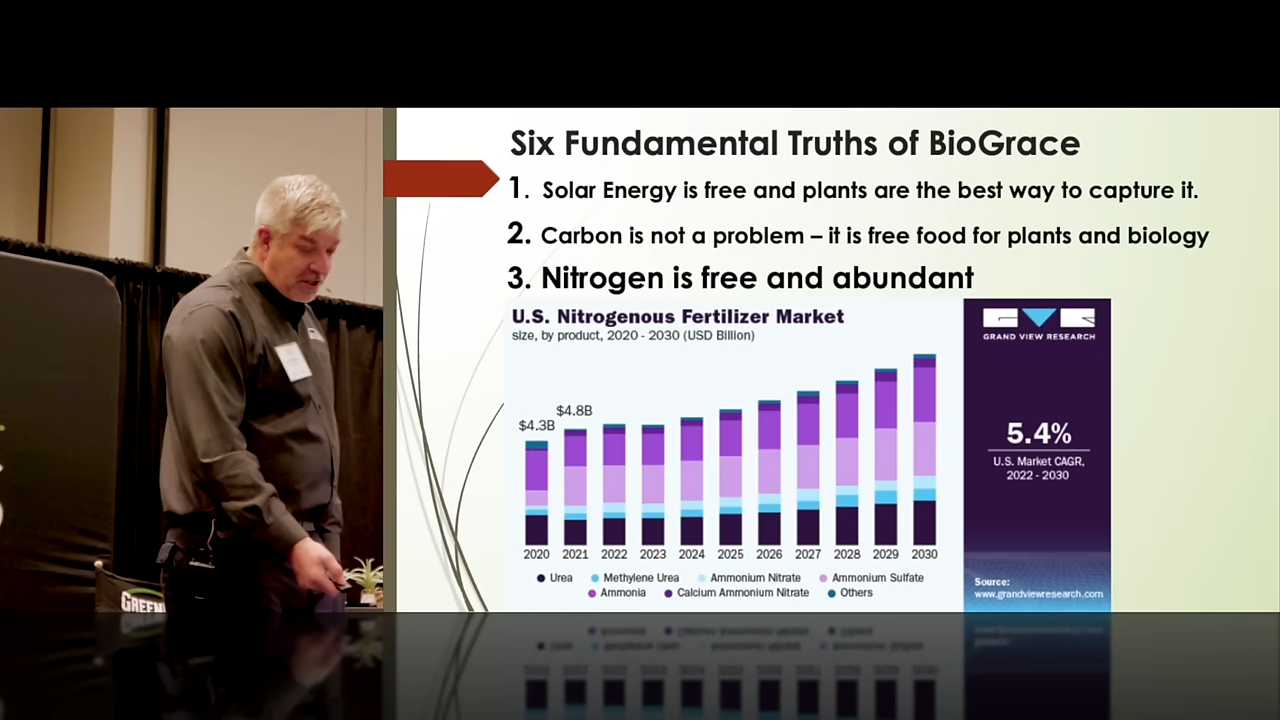 Six Fundamental Truths of BioGrace
1. Solar Energy is free and plants are the best way to capture it.
2. Carbon is not a problem – it is free food for plants and biology
3. Nitrogen is free and abundant
U.S. Nitrogenous Fertilizer Market
size, by product, 2020 - 2030 (USD Billion)
GRAND VIEW RESEARCH
$4.3B
$4.8B
5.4%
U.S. Market CAGR,
2022 - 2030
2020 2021 2022 2023 2024 2025 2026 2027 2028 2029 2030
Urea Methylene Urea Ammonium Nitrate Ammonium Sulfate
Ammonia Calcium Ammonium Nitrate Others
Source:
www.grandviewresearch.com